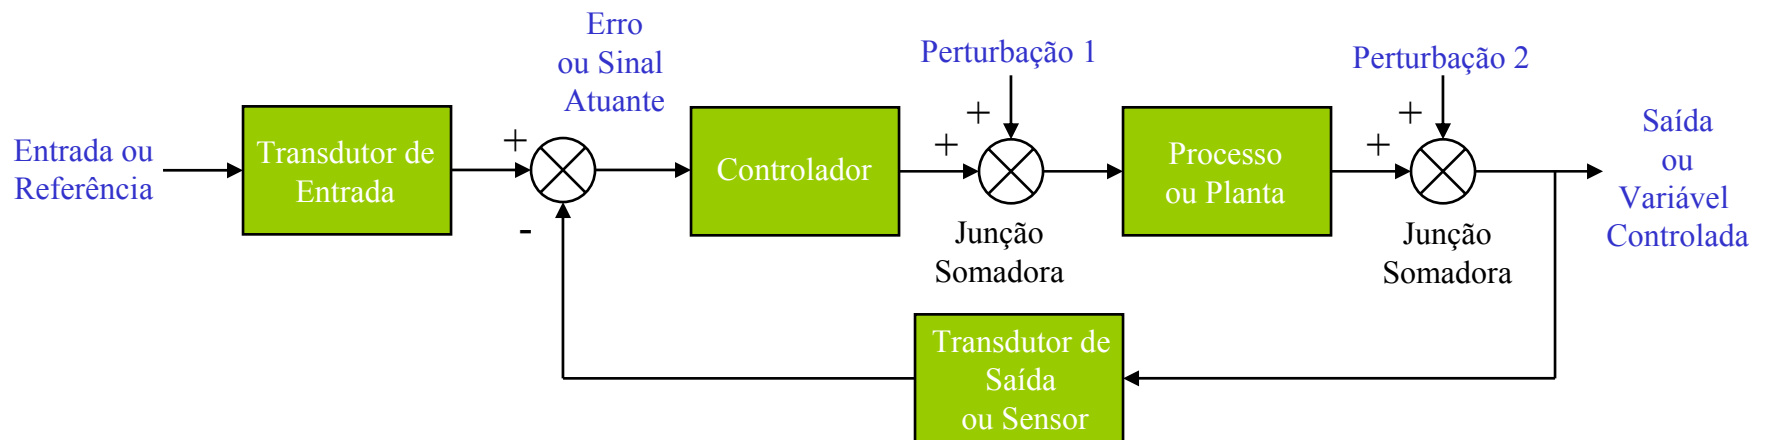 Entrada ou
Referência
Transdutor de
Entrada
+
-
Erro
ou Sinal
Atuante
Controlador
Perturbação 1
+
+
Junção
Somadora
Processo
ou Planta
Perturbação 2
+
+
Junção
Somadora
Saída
ou
Variável
Controlada
Transdutor de
Saída
ou Sensor